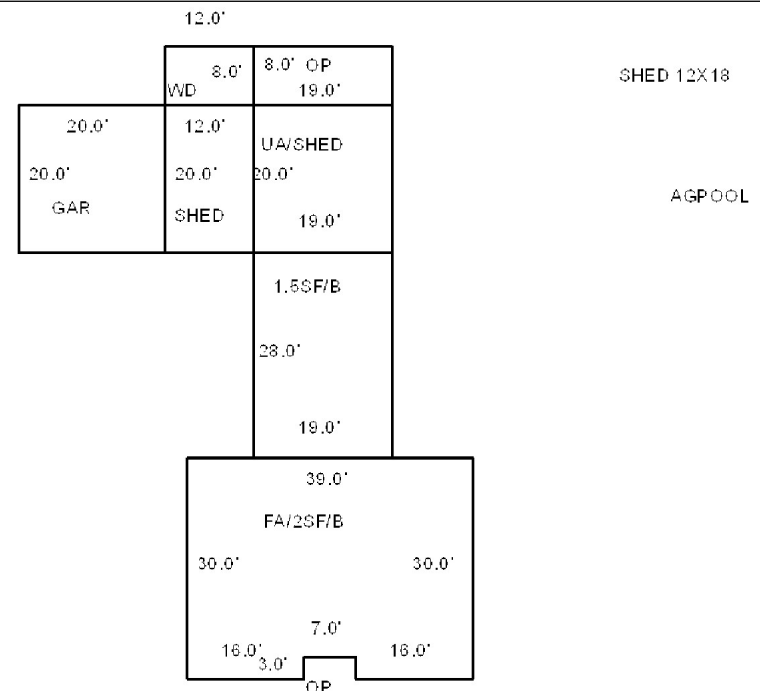 12.0'
8.0' 8.0' OP
SHED 12X18
WD 19.0'
20.0' 12.0'
UA/SHED
20.0' 20.0' 20.0'
AGPOOL
GAR SHED 19.0'
1.5SF/B
28.0'
19.0'
39.0'
FA/2SF/B
30.0' 30.0'
7.0'
16.0' 3.0' 16.0'
OP